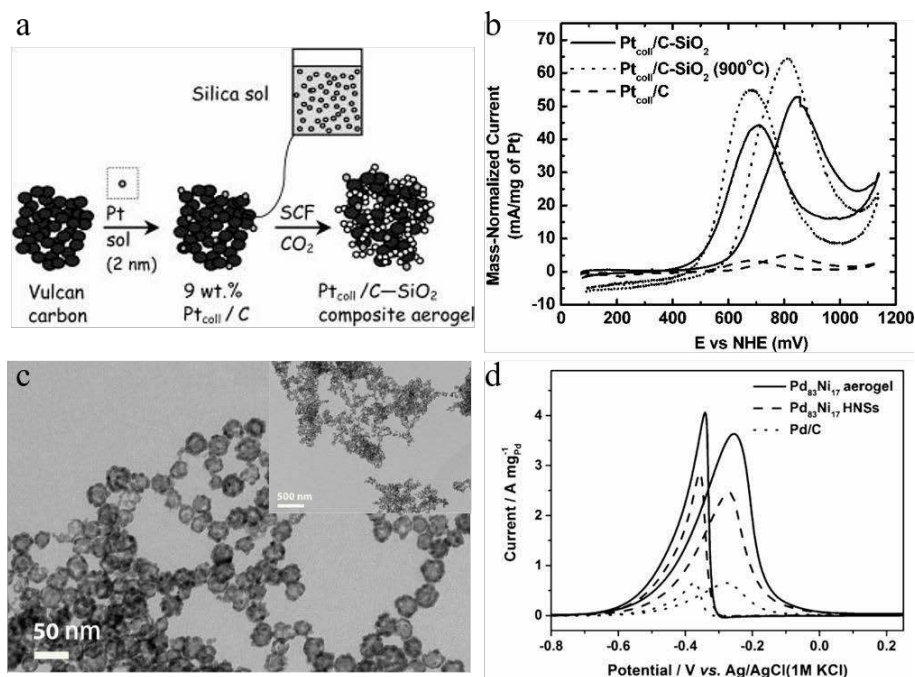 a
Silica sol
Pt
sol
(2 nm)
SCF
CO2
Vulcan
carbon
9 wt.%
Ptcoll / C
Ptcoll /C—SiO2
composite aerogel
b
Ptcoll/C-SiO2
Ptcoll/C-SiO2 (900°C)
Ptcoll/C
Mass-Normalized Current
(mA/mg of Pt)
70
60
50
40
30
20
10
0
-10
0 200 400 600 800 1000 1200
E vs NHE (mV)
c
500 nm
50 nm
d
Pd83Ni17 aerogel
Pd83Ni17 HNSs
Pd/C
Current / A mg-1Pd
4
3
2
1
0
-0.8 -0.6 -0.4 -0.2 0.0 0.2
Potential / V vs. Ag/AgCl(1M KCl)